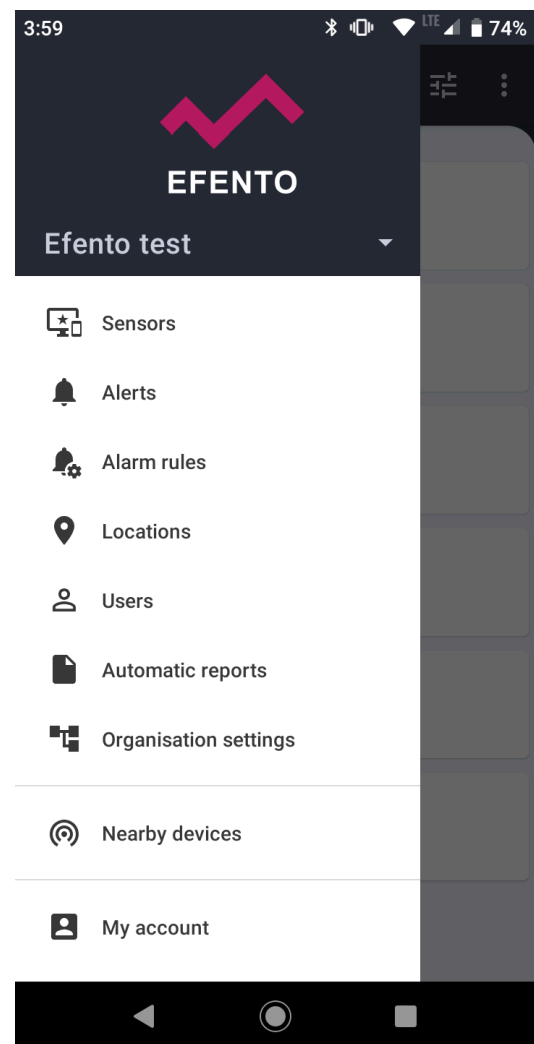 3:59
LTE
74%
EFENTO
Efento test
Sensors
Alerts
Alarm rules
Locations
Users
Automatic reports
Organisation settings
Nearby devices
My account